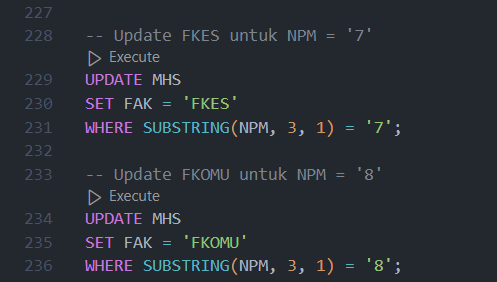 227
228 -- Update FKES untuk NPM = '7'
Execute
229 UPDATE MHS
230 SET FAK = 'FKES'
231 WHERE SUBSTRING(NPM, 3, 1) = '7';
232
233 -- Update FKOMU untuk NPM = '8'
Execute
234 UPDATE MHS
235 SET FAK = 'FKOMU'
236 WHERE SUBSTRING(NPM, 3, 1) = '8';